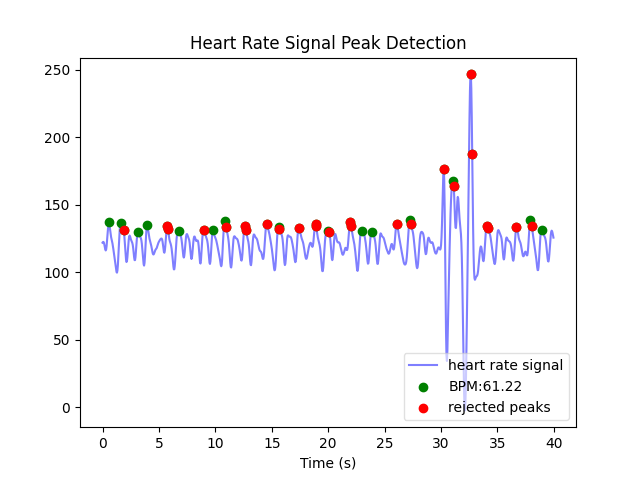 Heart Rate Signal Peak Detection
250
200
150
100
50
0
heart rate signal
BPM:61.22
rejected peaks
0 5 10 15 20 25 30 35 40
Time (s)